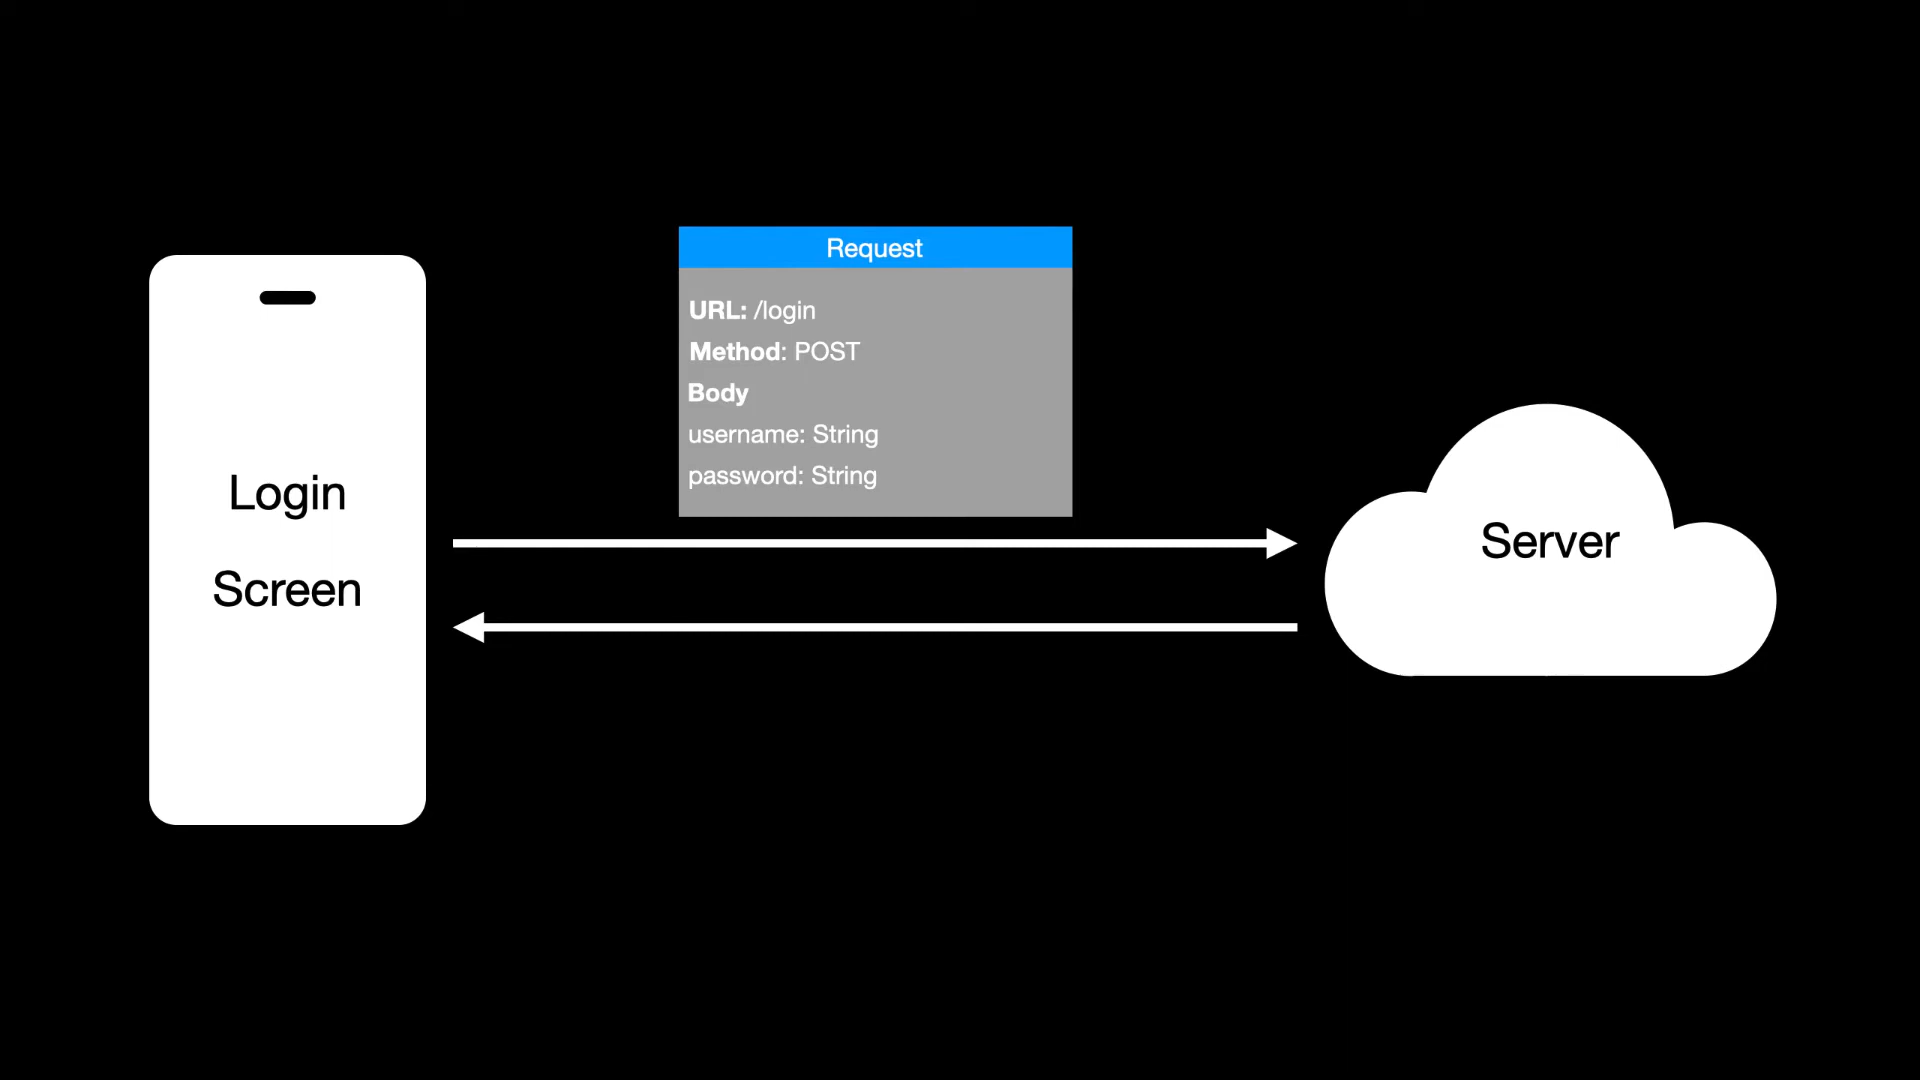 Login
Screen
Request
URL: /login
Method: POST
Body
username: String
password: String
Server